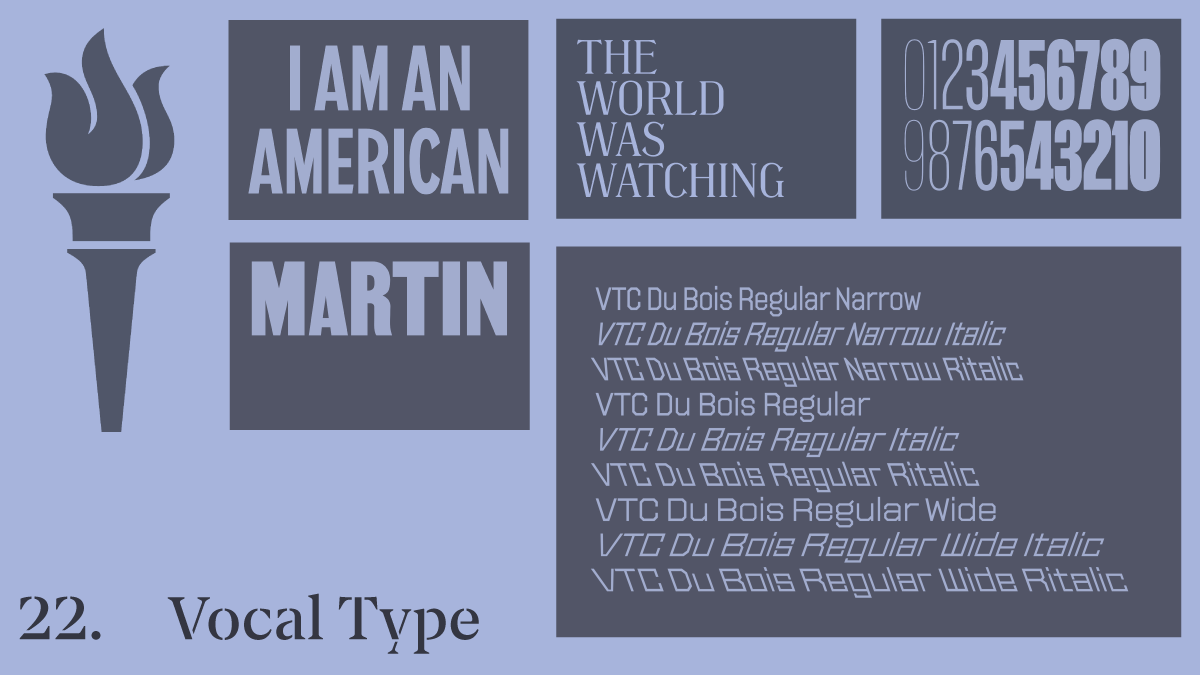 I AM AN
AMERICAN
THE
WORLD
WAS
WATCHING
0123456789
9876543210
MARTIN
VTC Du Bois Regular Narrow
VTC Du Bois Regular Narrow Italic
VTC Du Bois Regular Narrow Ritalic
VTC Du Bois Regular
VTC Du Bois Regular Italic
VTC Du Bois Regular Ritalic
VTC Du Bois Regular Wide
VTC Du Bois Regular Wide Italic
VTC Du Bois Regular Wide Ritalic
22. Vocal Type